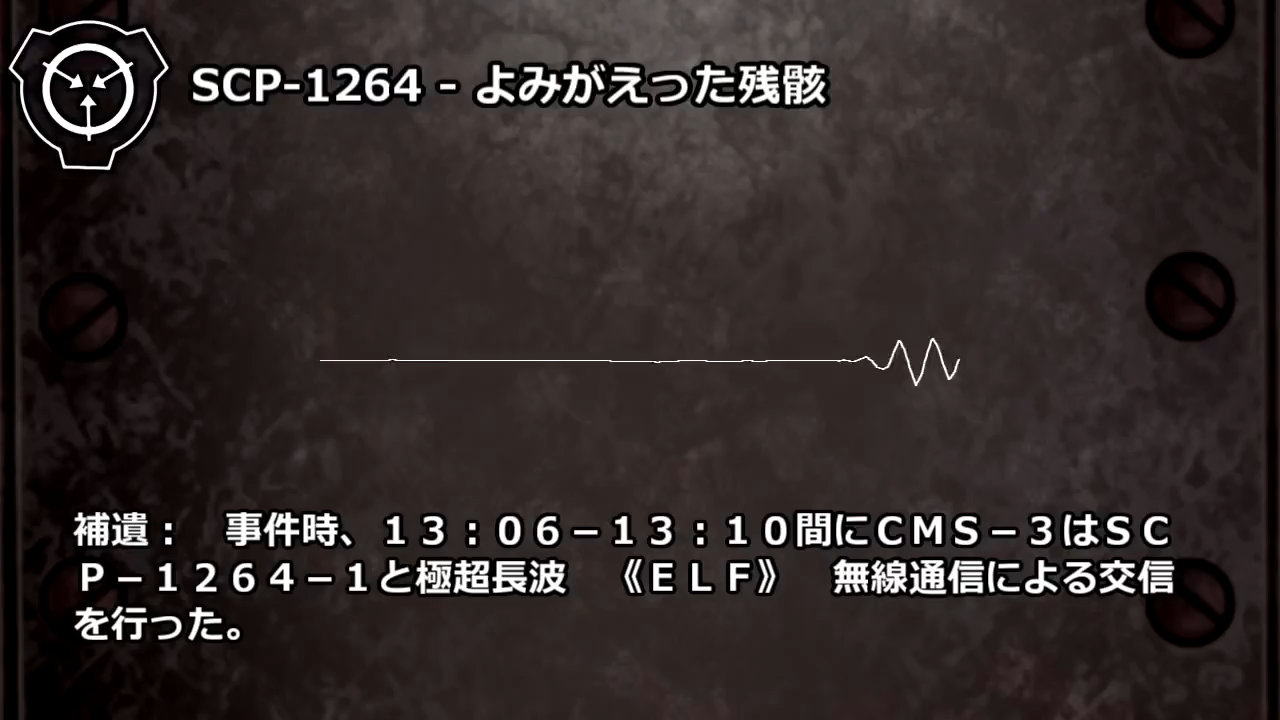 SCP-1264 - よみがえった残骸
補遺：　事件時、１３：０６－１３：１０間にＣＭＳ－３はＳＣ
Ｐ－１２６４－１と極超長波　《ＥＬＦ》　無線通信による交信
を行った。